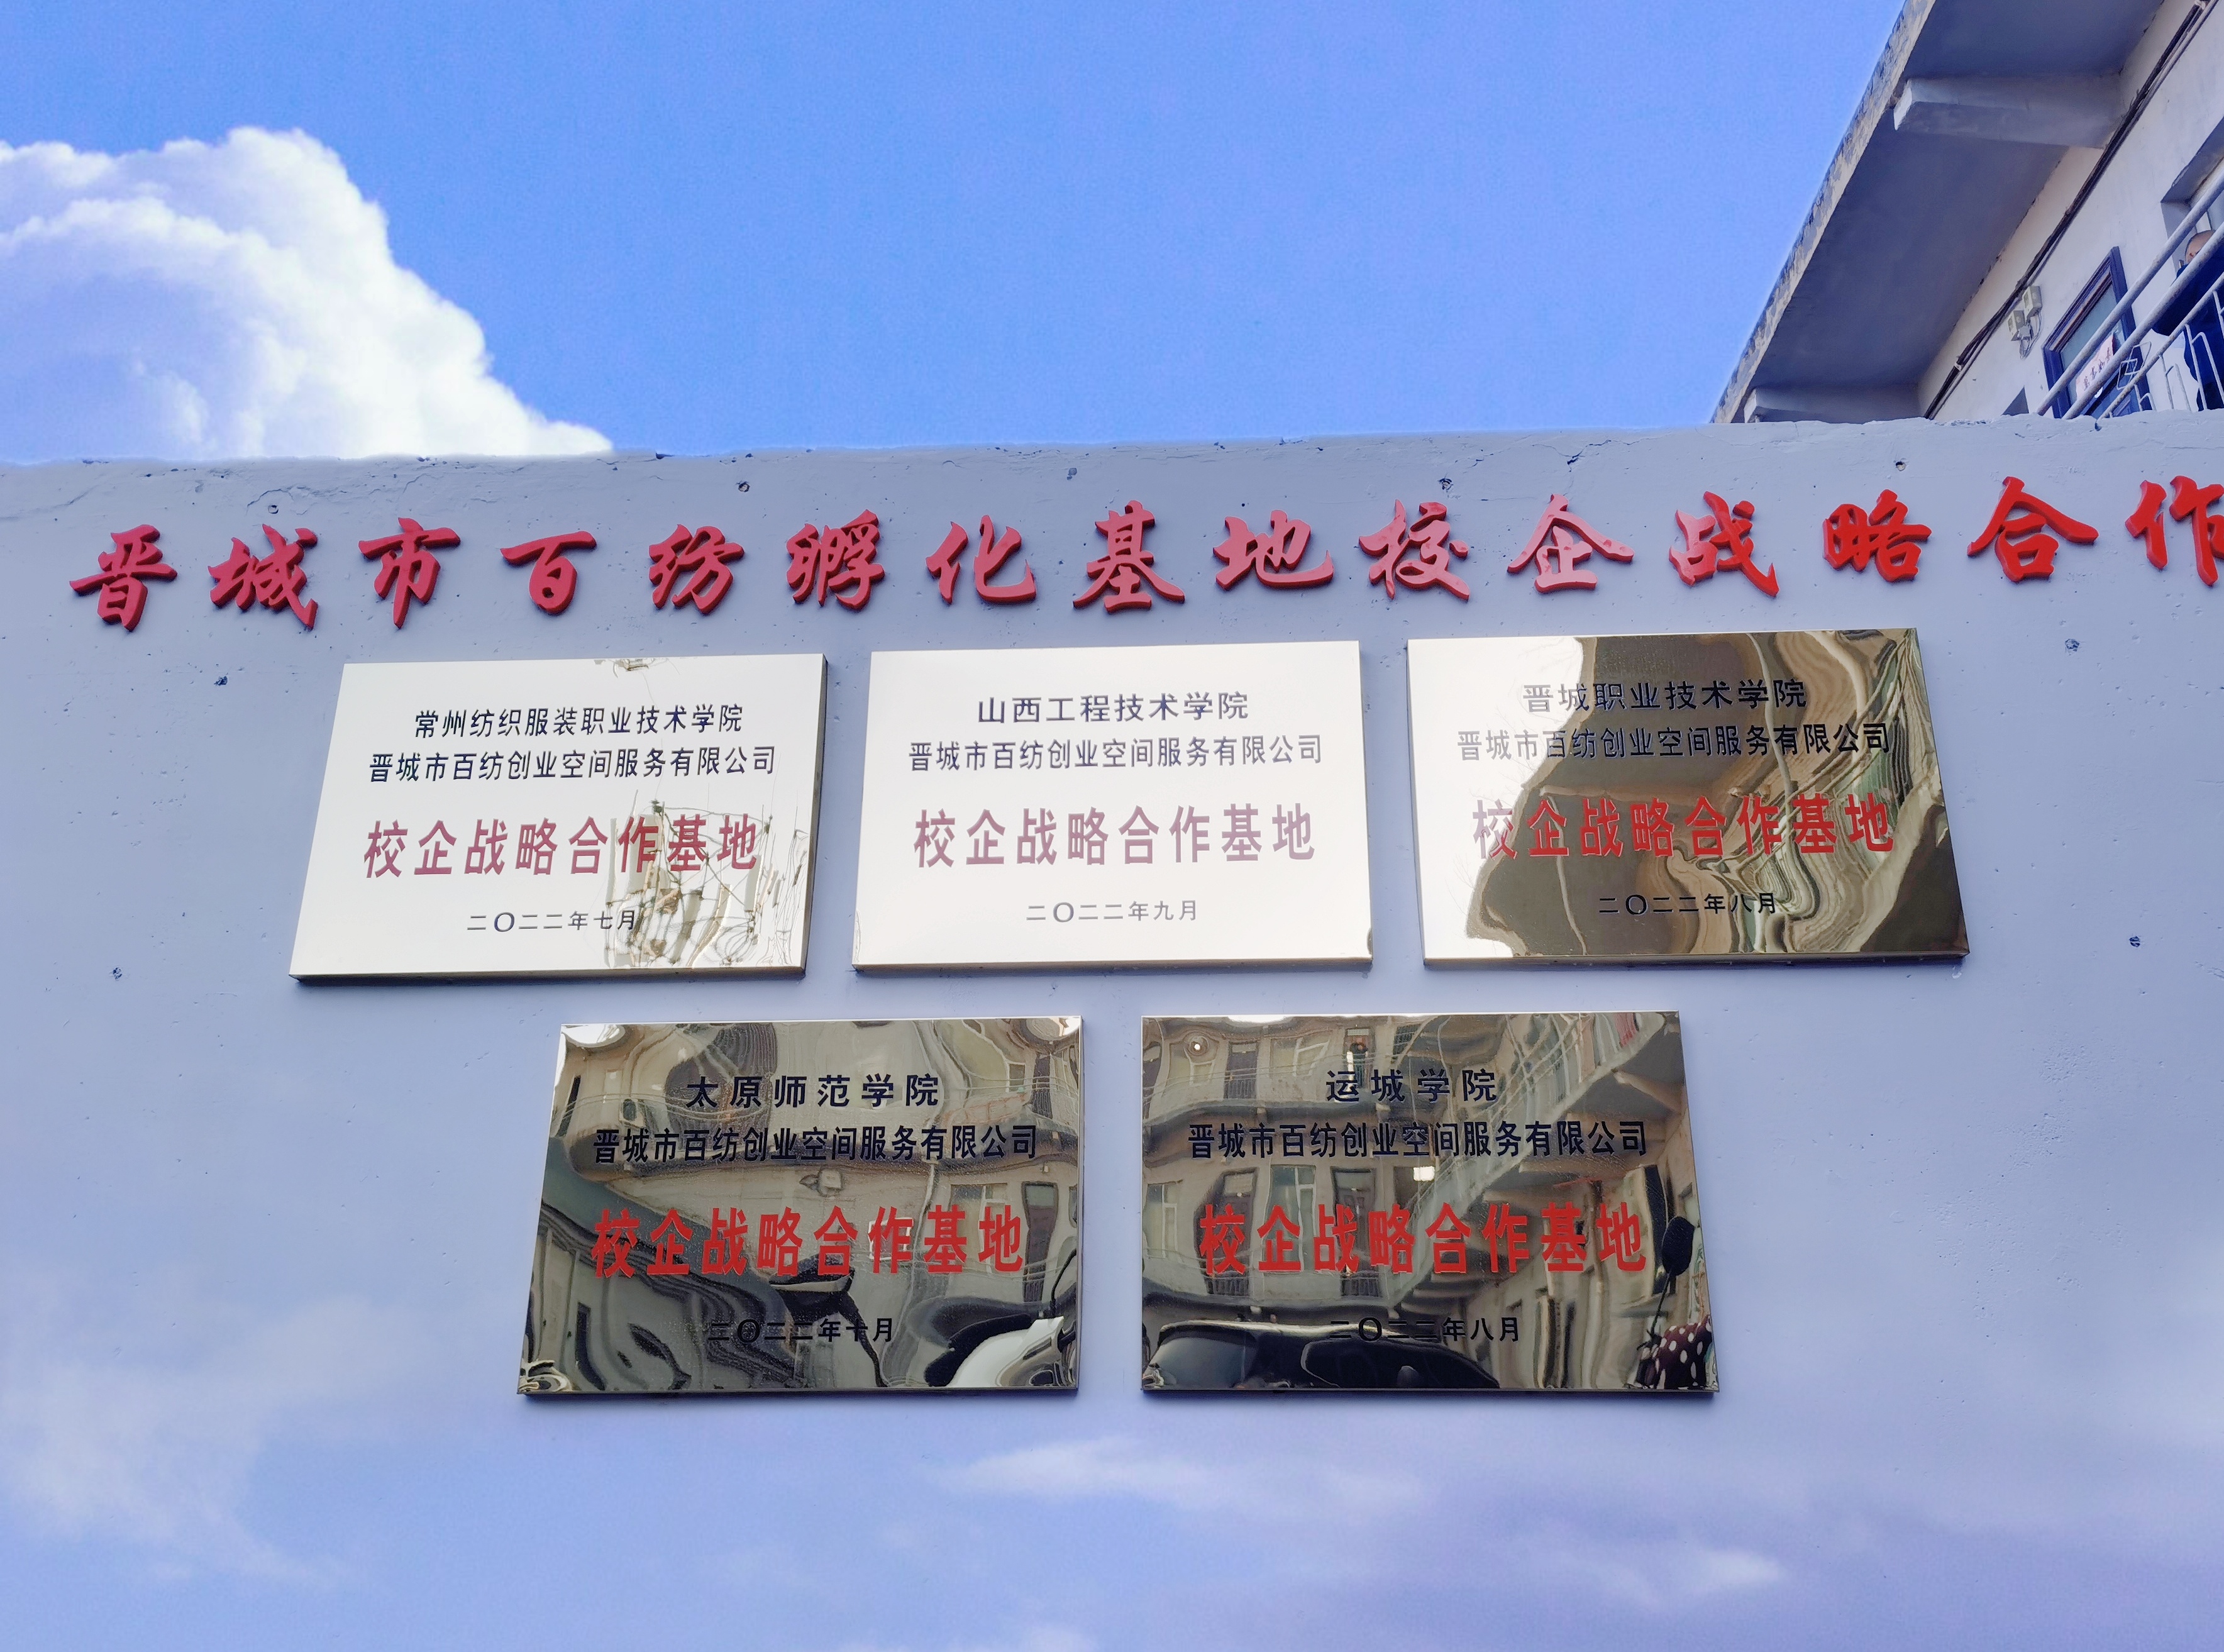 晋城市百纺孵化基地校企战略合作
常州纺织服装职业技术学院
晋城市百纺创业空间服务有限公司
校企战略合作基地
二〇二二年七月
山西工程技术学院
晋城市百纺创业空间服务有限公司
校企战略合作基地
二〇二二年九月
晋城职业技术学院
晋城市百纺创业空间服务有限公司
校企战略合作基地
二〇二二年八月
太原师范学院
晋城市百纺创业空间服务有限公司
校企战略合作基地
二〇二二年十月
运城学院
晋城市百纺创业空间服务有限公司
校企战略合作基地
二〇二二年八月